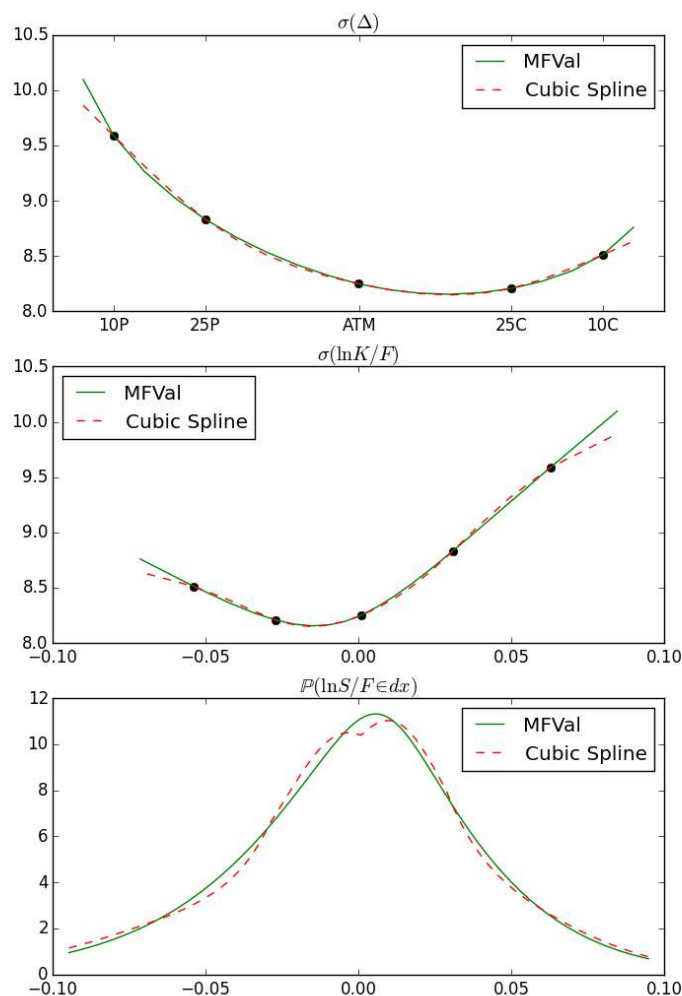 σ(Δ)
10.5
10.0
9.5
9.0
8.5
8.0
MFVal
Cubic Spline
10P 25P ATM 25C 10C
σ(lnK/F)
10.5
10.0
9.5
9.0
8.5
8.0
MFVal
Cubic Spline
−0.10 −0.05 0.00 0.05 0.10
ℙ(lnS/F∈dx)
12
10
8
6
4
2
0
MFVal
Cubic Spline
−0.10 −0.05 0.00 0.05 0.10